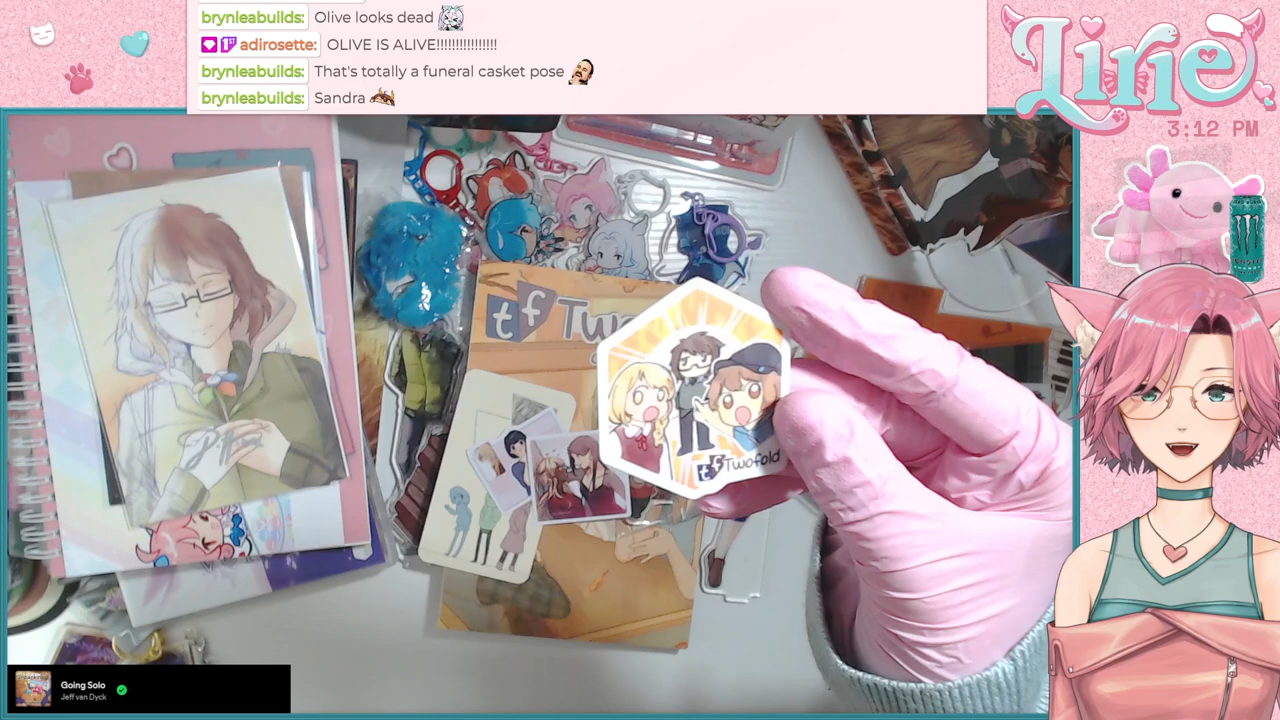 brynleabuilds: Olive looks dead
adirosette: OLIVE IS ALIVE!!!!!!!!!!!!!!!!
brynleabuilds: That's totally a funeral casket pose
brynleabuilds: Sandra
Lirie
3:12 PM
tf Tw
tf Twofold
Going Solo
Jeff van Dyck